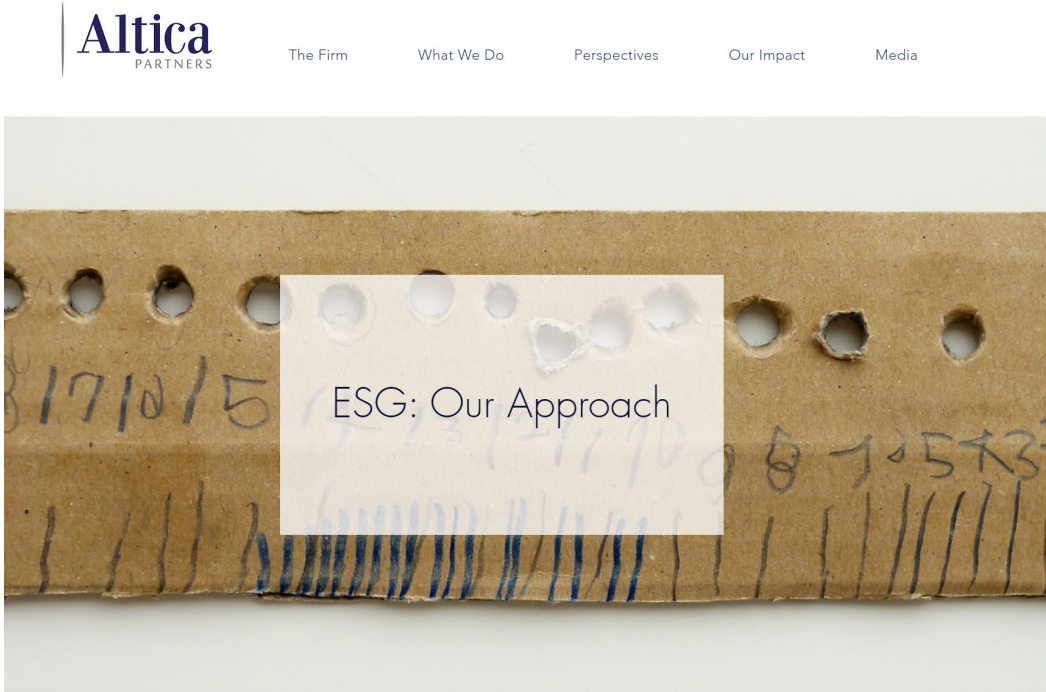 Altica
PARTNERS
The Firm What We Do Perspectives Our Impact Media
ESG: Our Approach